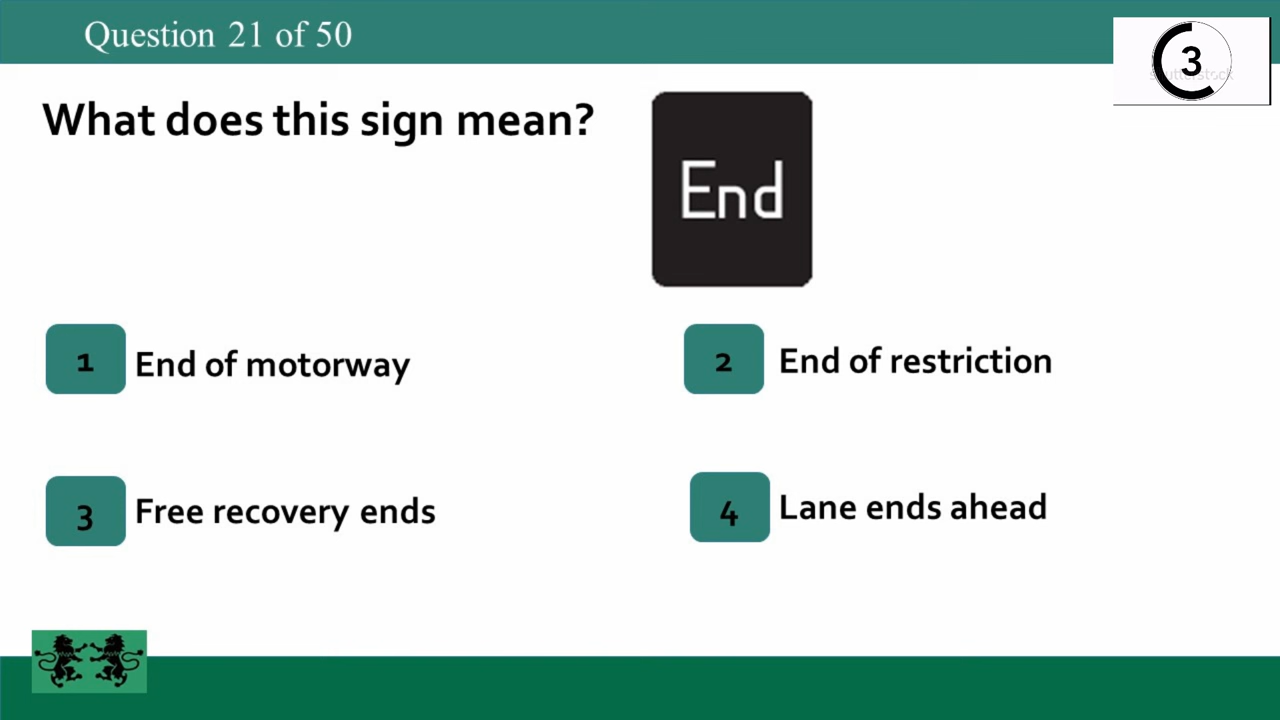 Question 21 of 50
3
shutterstock
What does this sign mean?
End
1 End of motorway
2 End of restriction
3 Free recovery ends
4 Lane ends ahead